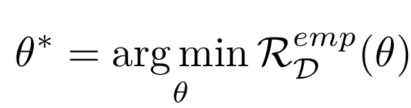 θ* = arg min_θ 𝓡_𝓓^{emp}(θ)